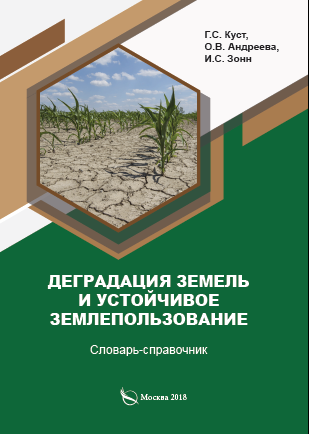 Г.С. Куст,
О.В. Андреева,
И.С. Зонн
ДЕГРАДАЦИЯ ЗЕМЕЛЬ
И УСТОЙЧИВОЕ
ЗЕМЛЕПОЛЬЗОВАНИЕ
Словарь-справочник
Москва 2018